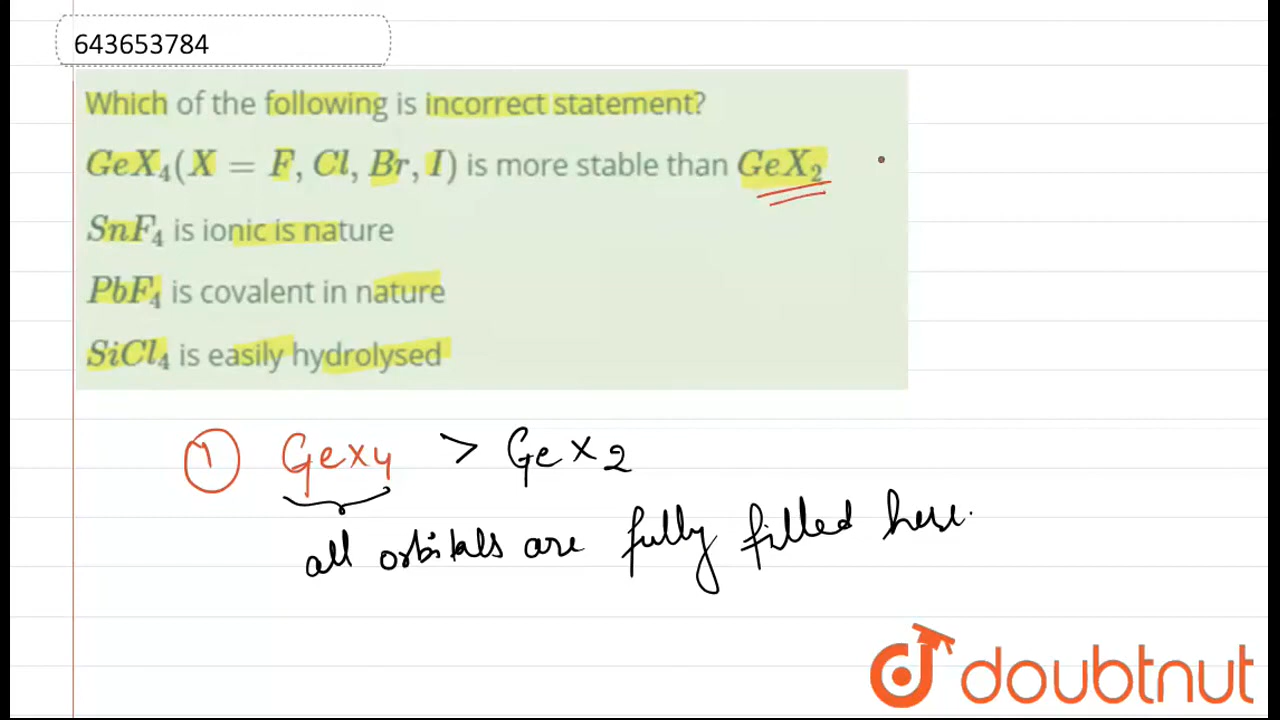 643653784
Which of the following is incorrect statement?
GeX₄(X = F, Cl, Br, I) is more stable than GeX₂
SnF₄ is ionic is nature
PbF₄ is covalent in nature
SiCl₄ is easily hydrolysed
1 GeX4 > GeX2
all orbitals are fully filled here.
doubtnut